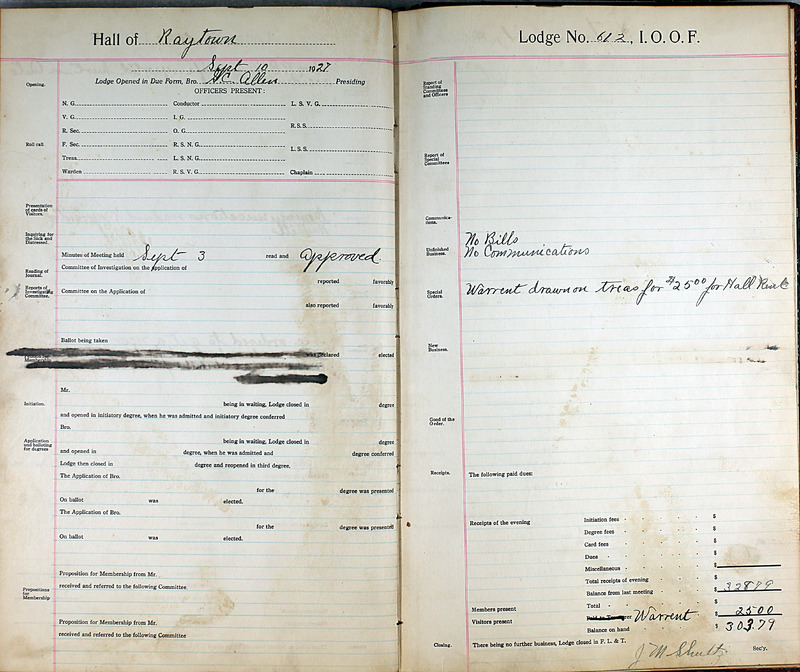 Hall of Raytown
Sept 10 1927
Lodge Opened in Due Form, Bro. Allen Presiding
OFFICERS PRESENT:
Opening.
N. G. Conductor L. S. V. G.
V. G. I. G.
R. Sec. O. G. R. S. S.
Roll call
F. Sec. R. S. N. G. L. S. S.
Treas. L. S. N. G.
Warden R. S. V. G. Chaplain
Presentation of cards of Visitors.
Inquiring for the Sick and Distressed.
Minutes of Meeting held Sept 3 read and approved
Reading of Journal.
Committee of Investigation on the Application of
reported favorably
Reports of Investigating Committee.
Committee on the Application of
also reported favorably
Ballot being taken
was declared elected
Mr.
Initiation.
being in waiting, Lodge closed in degree
and opened in initiatory degree, when he was admitted and initiatory degree conferred
Bro.
Application and balloting for degrees
being in waiting, Lodge closed in degree
and opened in degree, when he was admitted and degree conferred
Lodge then closed in degree and reopened in third degree.
The Application of Bro.
for the degree was presented
On ballot was elected.
The Application of Bro.
for the degree was presented
On ballot was elected.
Propositions for Membership
Proposition for Membership from Mr.
received and referred to the following Committee
Proposition for Membership from Mr.
received and referred to the following Committee
Lodge No. 612, I. O. O. F.
Report of Standing Committees and Officers
Report of Special Committees
Communications.
No Bills
Unfinished Business.
No Communications
Special Orders.
Warrent drawn on treas for $25 00 for Hall Rent
New Business.
Good of the Order.
Receipts.
The following paid dues:
Receipts of the evening
Initiation fees $
Degree fees $
Card fees $
Dues $
Miscellaneous $
Total receipts of evening $
Balance from last meeting $ 328 79
Members present
Total $
Visitors present
Warrent $ 25 00
Balance on hand $ 303.79
Closing.
There being no further business, Lodge closed in F. L. & T.
J M Shultz Sec'y.